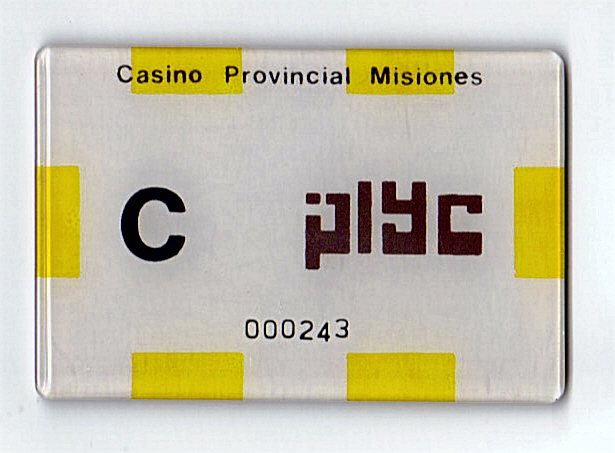 Casino Provincial Misiones
C plyc
000243